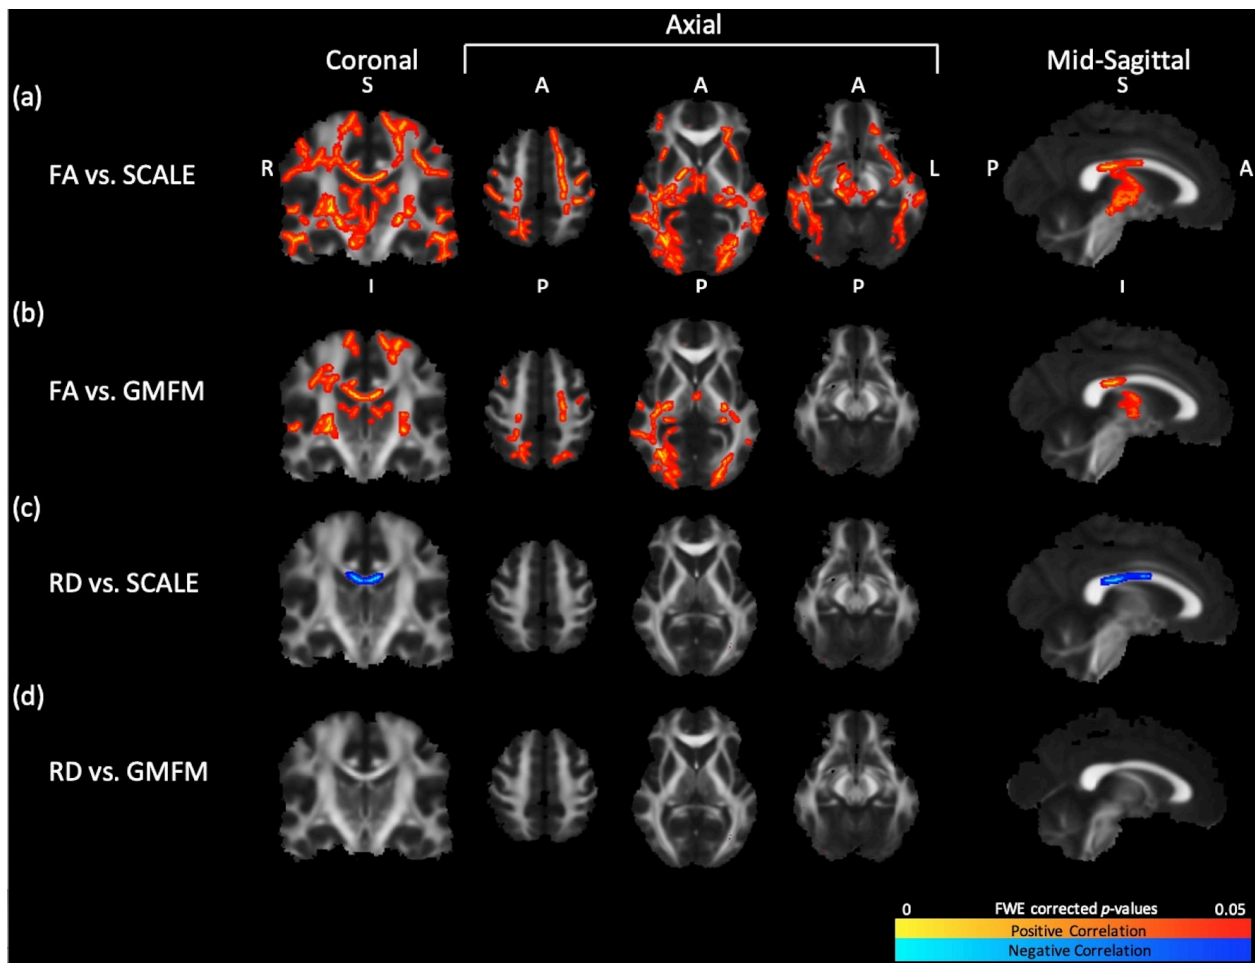 Axial
Coronal
Mid-Sagittal
S A A A S
(a)
FA vs. SCALE
R L P A
I P P P I
(b)
FA vs. GMFM
(c)
RD vs. SCALE
(d)
RD vs. GMFM
0 FWE corrected p-values 0.05
Positive Correlation
Negative Correlation